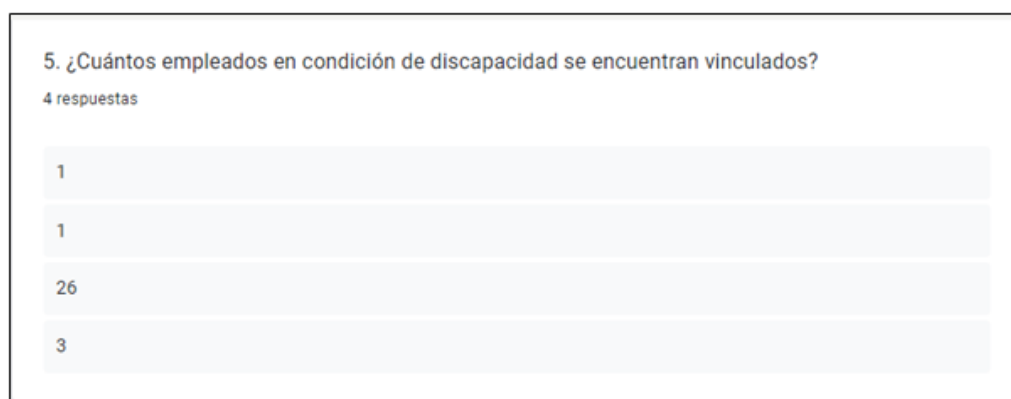 5. ¿Cuántos empleados en condición de discapacidad se encuentran vinculados?
4 respuestas
1
1
26
3